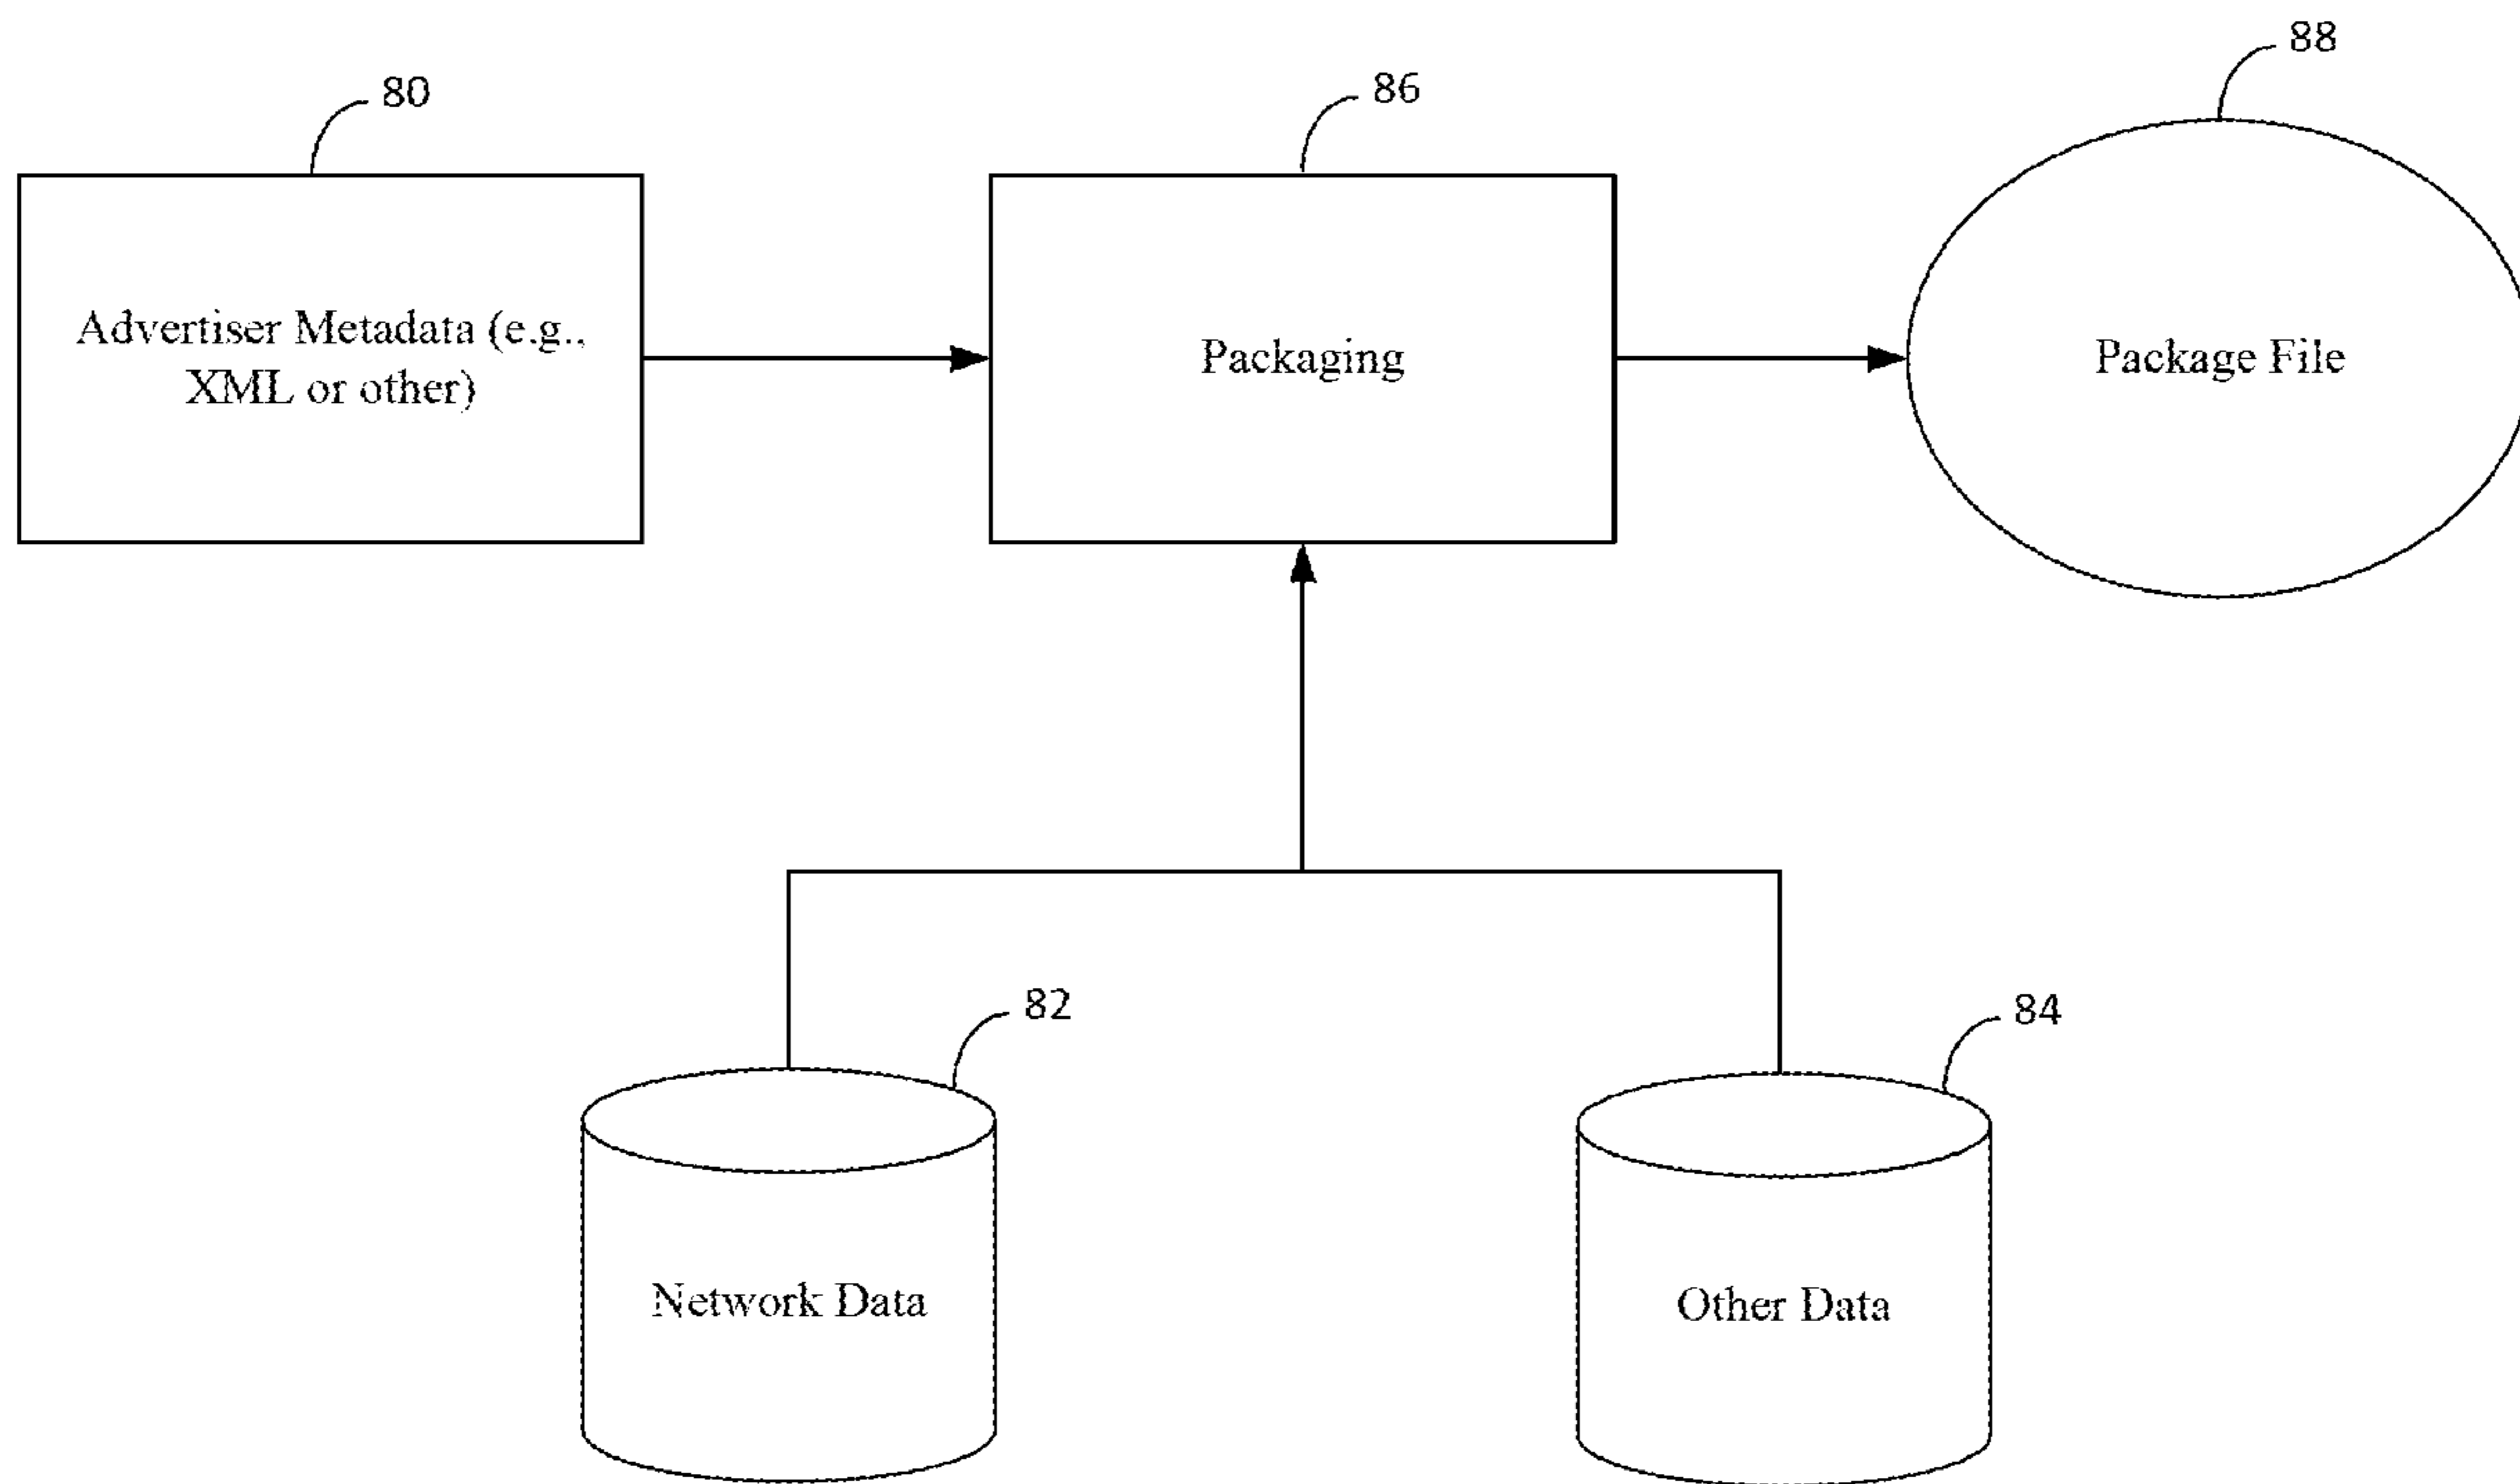 88
80
86
Advertiser Metadata (e.g.,
XML or other)
Packaging
Package File
82
84
Network Data
Other Data